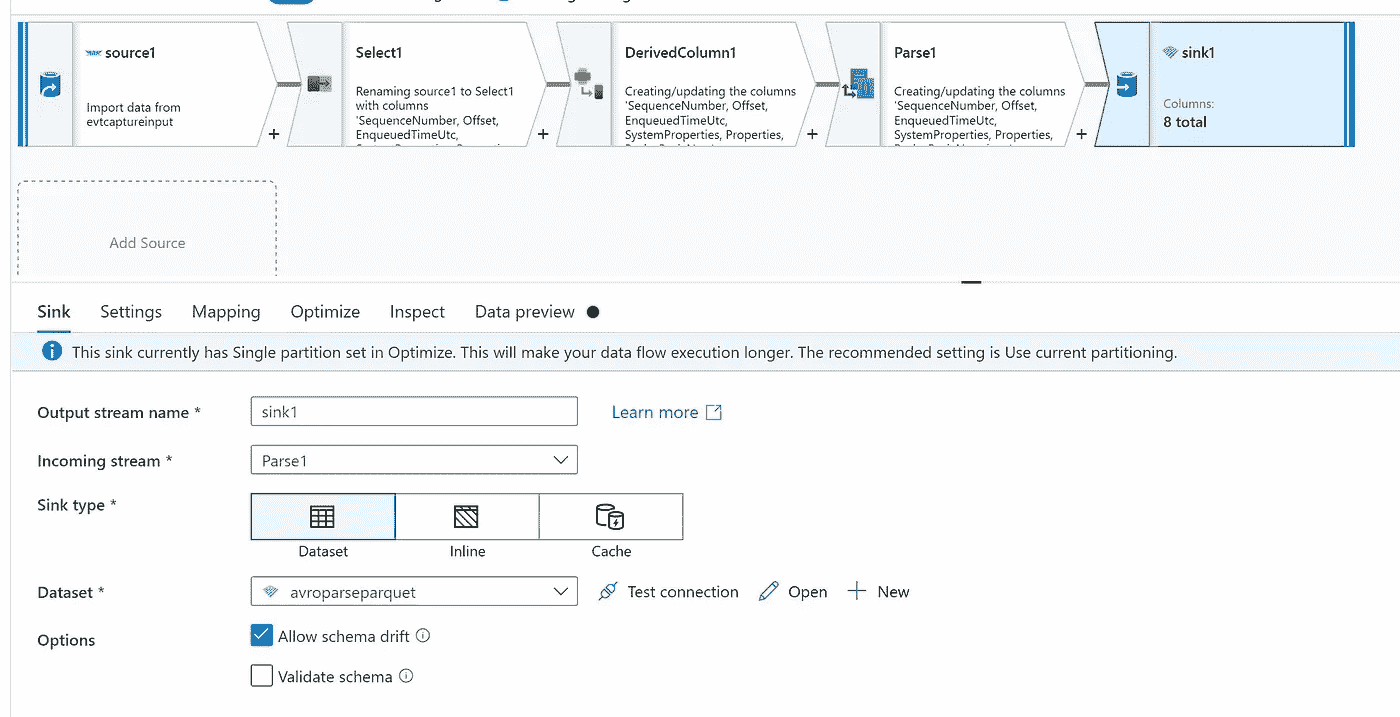 source1
Import data from
evtcaptureinput
Select1
Renaming source1 to Select1
with columns
'SequenceNumber, Offset,
EnqueuedTimeUtc,
DerivedColumn1
Creating/updating the columns
'SequenceNumber, Offset,
EnqueuedTimeUtc,
SystemProperties, Properties,
Parse1
Creating/updating the columns
'SequenceNumber, Offset,
EnqueuedTimeUtc,
SystemProperties, Properties,
sink1
Columns:
8 total
+
+
+
+
Add Source
Sink Settings Mapping Optimize Inspect Data preview
This sink currently has Single partition set in Optimize. This will make your data flow execution longer. The recommended setting is Use current partitioning.
Output stream name * sink1 Learn more
Incoming stream * Parse1
Sink type *
Dataset Inline Cache
Dataset * avroparseparquet Test connection Open New
Options Allow schema drift
Validate schema